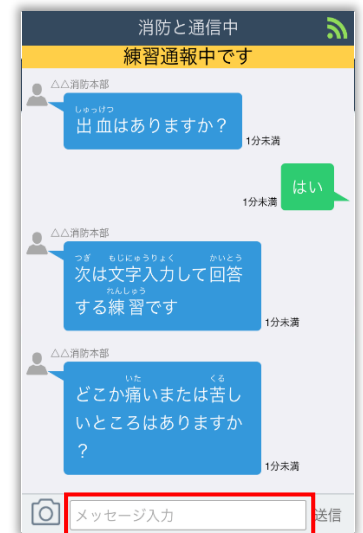 消防と通信中
練習通報中です
△△消防本部
しゅっけつ
出血はありますか？
1分未満
はい
1分未満
△△消防本部
つぎ もじにゅうりょく かいとう
次は文字入力して回答
れんしゅう
する練習です
1分未満
△△消防本部
いた くる
どこか痛いまたは苦し
いところはありますか
？
1分未満
メッセージ入力
送信